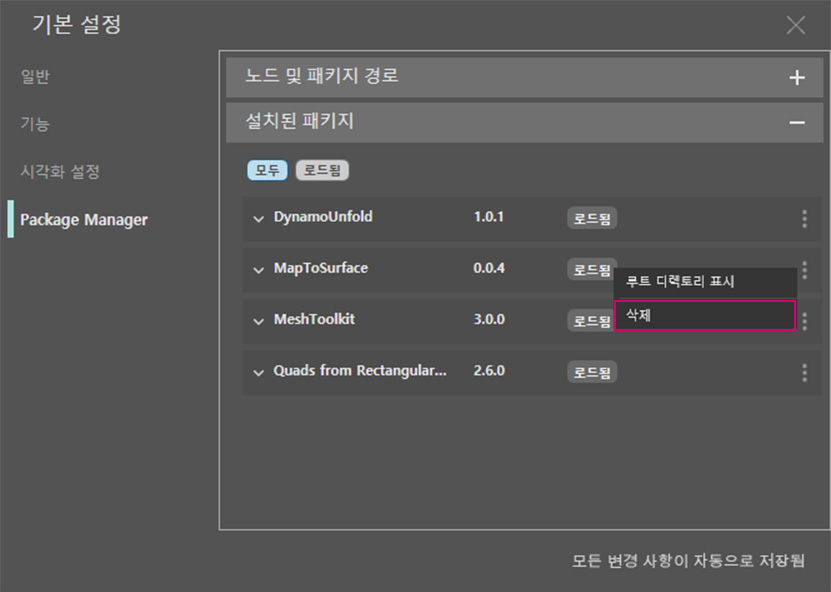 기본 설정
일반
기능
시각화 설정
Package Manager
노드 및 패키지 경로
설치된 패키지
모두 로드됨
DynamoUnfold 1.0.1 로드됨
MapToSurface 0.0.4 로드됨
루트 디렉토리 표시
MeshToolkit 3.0.0 로드됨
삭제
Quads from Rectangular... 2.6.0 로드됨
모든 변경 사항이 자동으로 저장됨